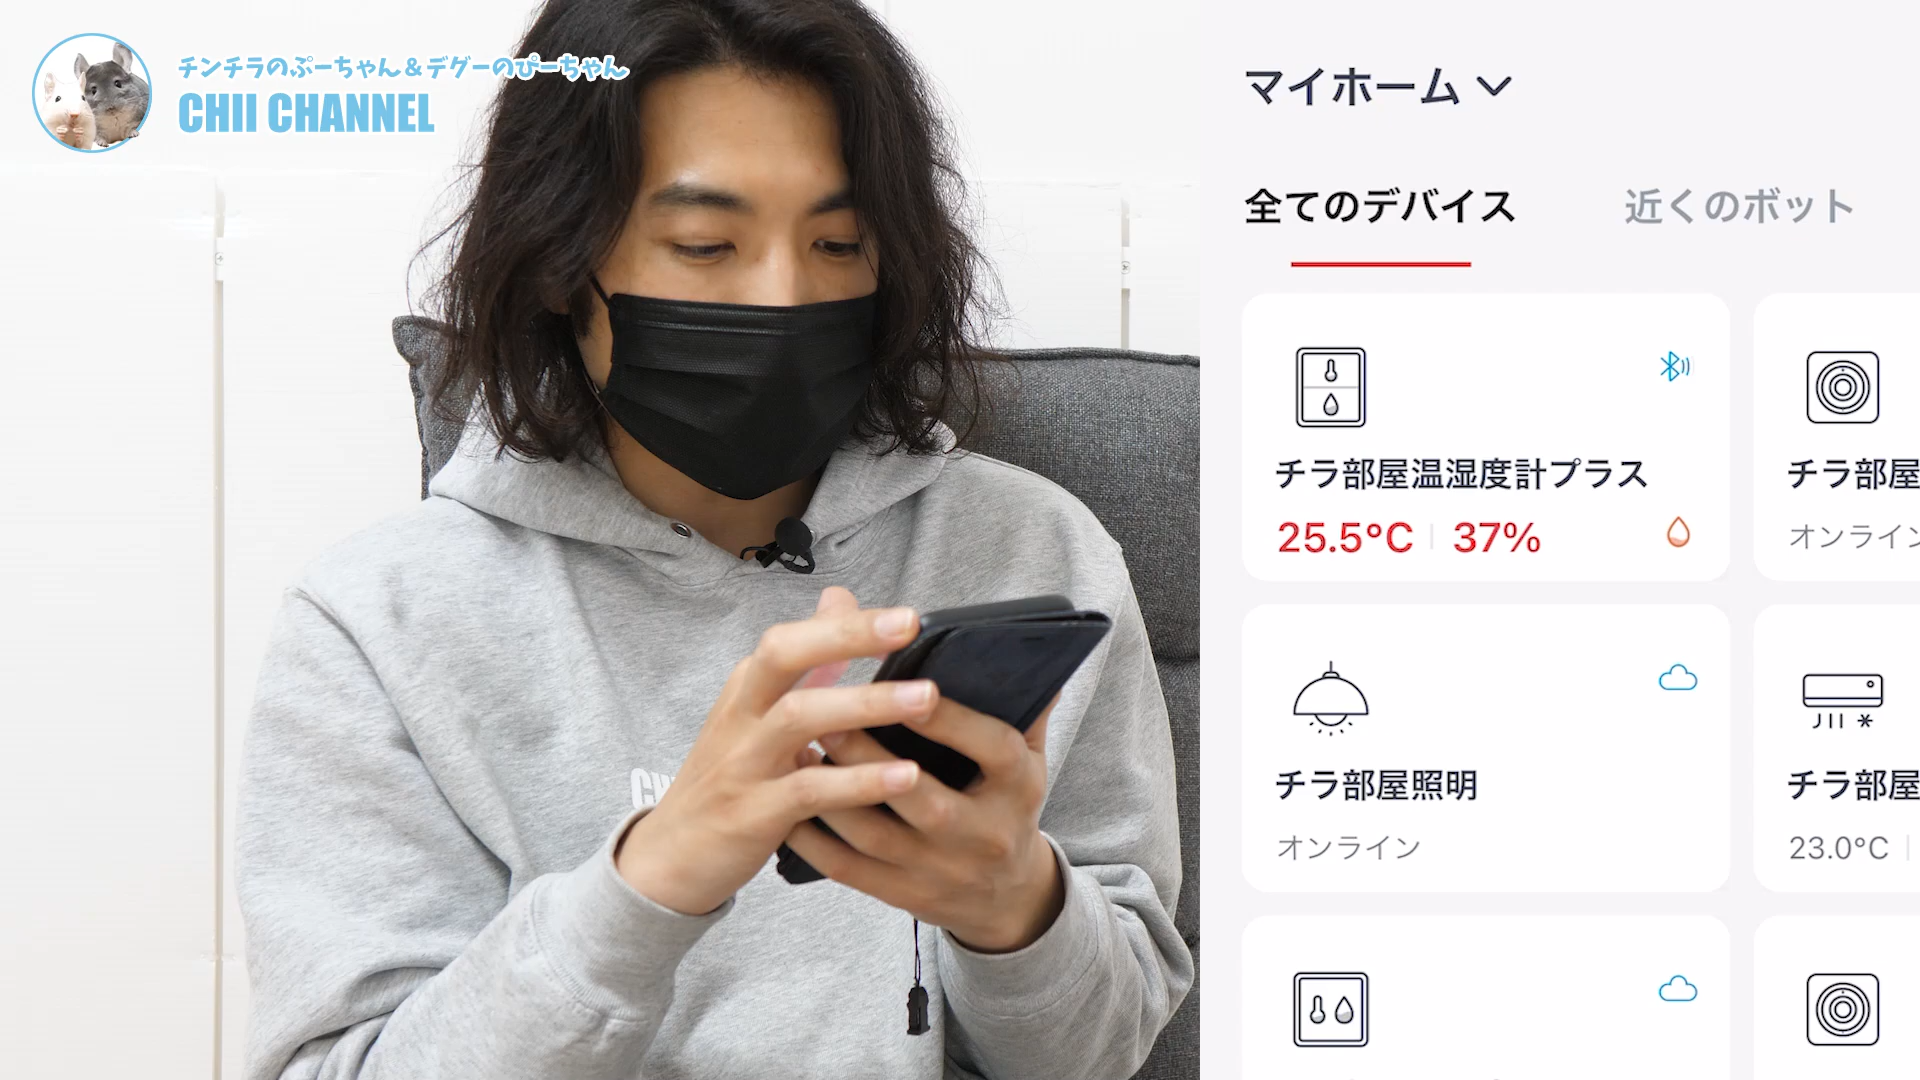 チンチラのぷーちゃん&デグーのぴーちゃん
CHII CHANNEL
マイホーム
全てのデバイス
近くのボット
チラ部屋温湿度計プラス
25.5°C 37%
チラ部屋
オンライン
チラ部屋照明
オンライン
チラ部屋
23.0°C
CH